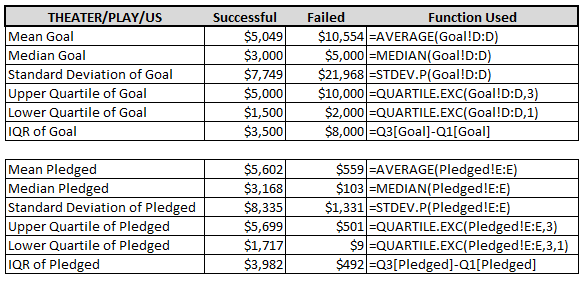 THEATER/PLAY/US Successful Failed Function Used
Mean Goal $5,049 $10,554 =AVERAGE(Goal!D:D)
Median Goal $3,000 $5,000 =MEDIAN(Goal!D:D)
Standard Deviation of Goal $7,749 $21,968 =STDEV.P(Goal!D:D)
Upper Quartile of Goal $5,000 $10,000 =QUARTILE.EXC(Goal!D:D,3)
Lower Quartile of Goal $1,500 $2,000 =QUARTILE.EXC(Goal!D:D,1)
IQR of Goal $3,500 $8,000 =Q3[Goal]-Q1[Goal]
Mean Pledged $5,602 $559 =AVERAGE(Pledged!E:E)
Median Pledged $3,168 $103 =MEDIAN(Pledged!E:E)
Standard Deviation of Pledged $8,335 $1,331 =STDEV.P(Pledged!E:E)
Upper Quartile of Pledged $5,699 $501 =QUARTILE.EXC(Pledged!E:E,3)
Lower Quartile of Pledged $1,717 $9 =QUARTILE.EXC(Pledged!E:E,3,1)
IQR of Pledged $3,982 $492 =Q3[Pledged]-Q1[Pledged]